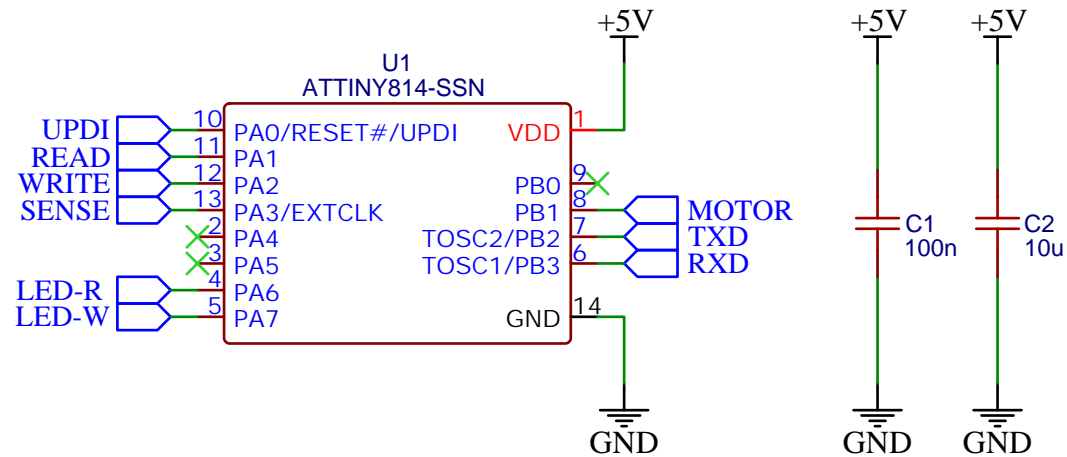 +5V
+5V
+5V
U1
ATTINY814-SSN
UPDI 10 PA0/RESET#/UPDI VDD 1
READ 11 PA1
WRITE 12 PA2 PB0 9
SENSE 13 PA3/EXTCLK PB1 8 MOTOR
2 PA4 TOSC2/PB2 7 TXD
3 PA5 TOSC1/PB3 6 RXD
LED-R 4 PA6
LED-W 5 PA7 GND 14
C1
100n
C2
10u
GND
GND
GND